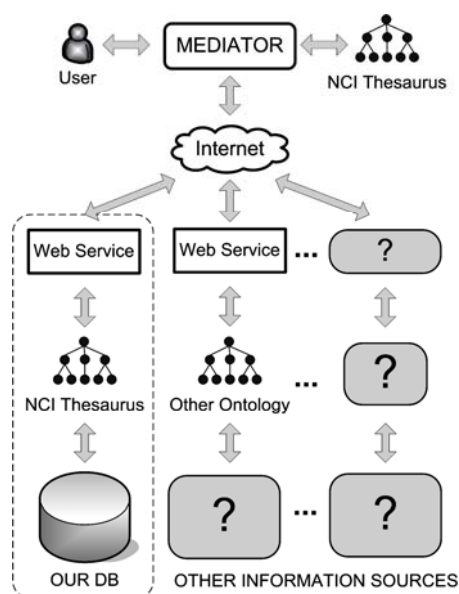 MEDIATOR
User
NCI Thesaurus
Internet
Web Service
Web Service
...
?
NCI Thesaurus
Other Ontology
...
?
?
...
?
OUR DB
OTHER INFORMATION SOURCES